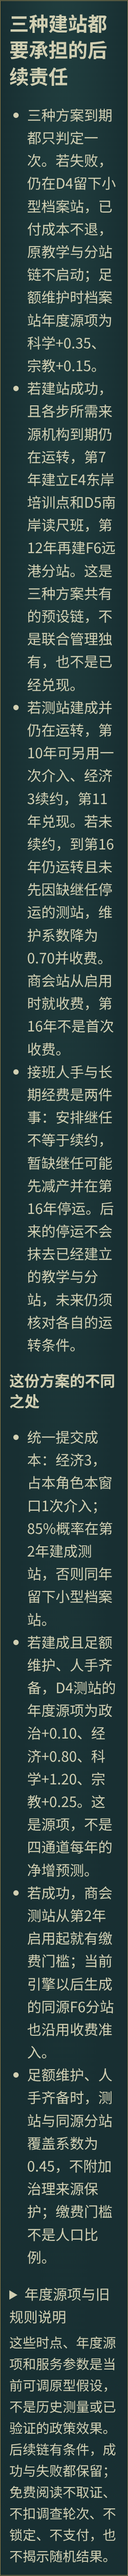 三种建站都
要承担的后
续责任
• 三种方案到期
都只判定一
次。若失败，
仍在D4留下小
型档案站，已
付成本不退，
原教学与分站
链不启动；足
额维护时档案
站年度源项为
科学+0.35、
宗教+0.15。
• 若建站成功，
且各步所需来
源机构到期仍
在运转，第7
年建立E4东岸
培训点和D5南
岸读尺班，第
12年再建F6远
港分站。这是
三种方案共有
的预设链，不
是联合管理独
有，也不是已
经兑现。
• 若测站建成并
仍在运转，第
10年可另用一
次介入、经济
3续约，第11
年兑现。若未
续约，到第16
年仍运转且未
先因缺继任停
运的测站，维
护系数降为
0.70并收费。
商会站从启用
时就收费，第
16年不是首次
收费。
• 接班人手与长
期经费是两件
事：安排继任
不等于续约，
暂缺继任可能
先减产并在第
16年停运。后
来的停运不会
抹去已经建立
的教学与分
站，未来仍须
核对各自的运
转条件。
这份方案的不同
之处
• 统一提交成
本：经济3，
占本角色本窗
口1次介入；
85%概率在第
2年建成测
站，否则同年
留下小型档案
站。
• 若建成且足额
维护、人手齐
备，D4测站的
年度源项为政
治+0.10、经
济+0.80、科
学+1.20、宗
教+0.25。这
是源项，不是
四通道每年的
净增预测。
• 若成功，商会
测站从第2年
启用起就有缴
费门槛；当前
引擎以后生成
的同源F6分站
也沿用收费准
入。
• 足额维护、人
手齐备时，测
站与同源分站
覆盖系数为
0.45，不附加
治理来源保
护；缴费门槛
不是人口比
例。
▶ 年度源项与旧
规则说明
这些时点、年度源
项和服务参数是当
前可调原型假设，
不是历史测量或已
验证的政策效果。
后续链有条件，成
功与失败都保留；
免费阅读不取证、
不扣调查轮次、不
锁定、不支付，也
不揭示随机结果。